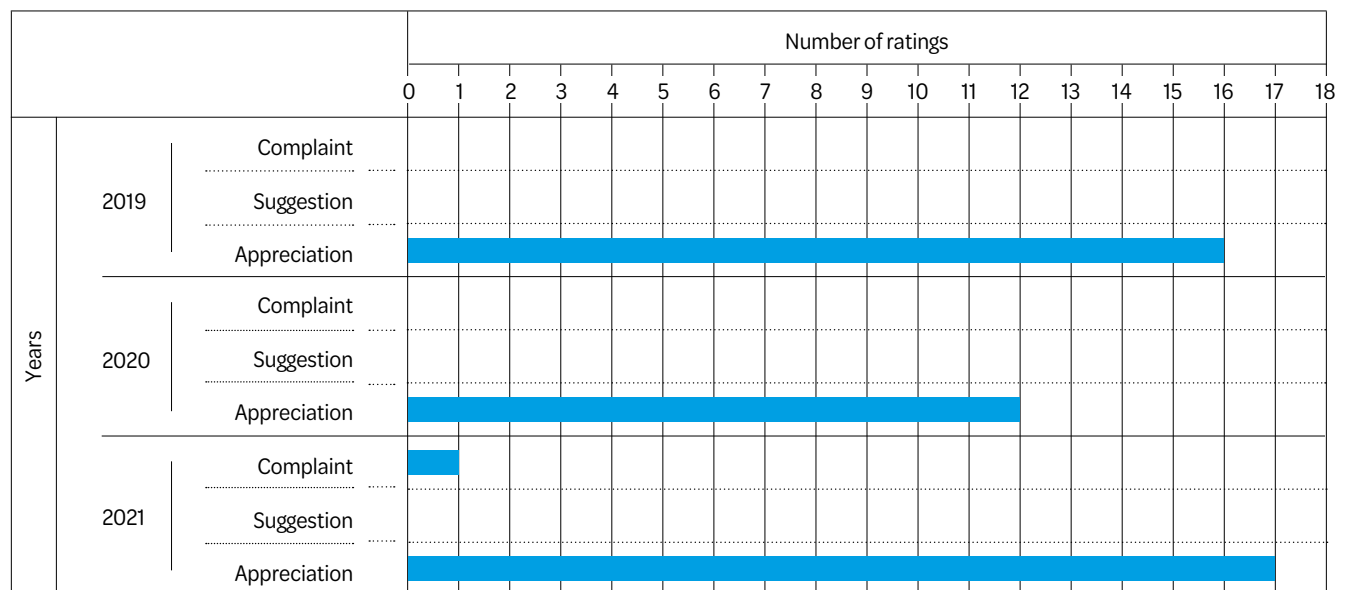 Number of ratings
0 1 2 3 4 5 6 7 8 9 10 11 12 13 14 15 16 17 18
Years
2019
Complaint
Suggestion
Appreciation
2020
Complaint
Suggestion
Appreciation
2021
Complaint
Suggestion
Appreciation